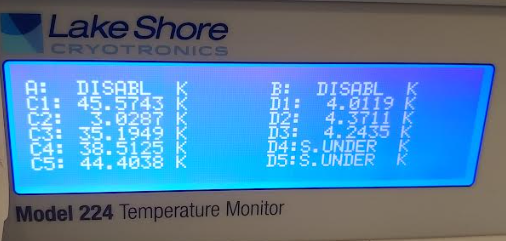 Lake Shore
CRYOTRONICS
A: DISABL K B: DISABL K
C1: 45.5743 K D1: 4.0119 K
C2: 3.0287 K D2: 4.3711 K
C3: 35.1949 K D3: 4.2435 K
C4: 38.5125 K D4:S.UNDER K
C5: 44.4038 K D5:S.UNDER K
Model 224 Temperature Monitor